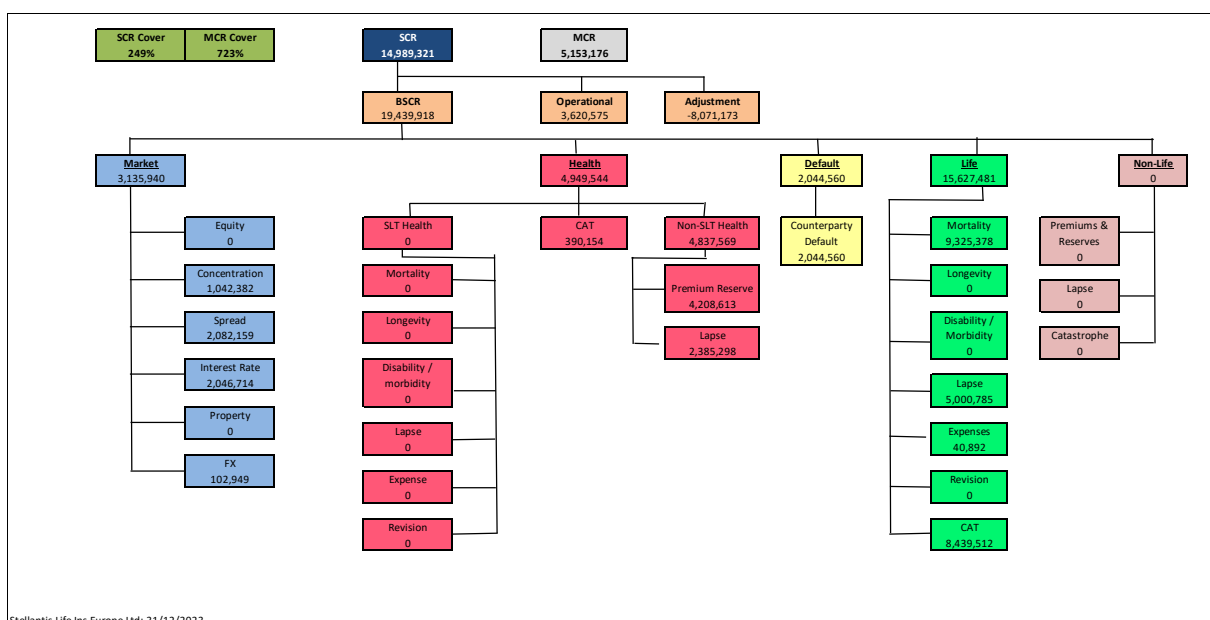 SCR Cover
249%
MCR Cover
723%
SCR
14,989,321
MCR
5,153,176
BSCR
19,439,918
Operational
3,620,575
Adjustment
-8,071,173
Market
3,135,940
Health
4,949,544
Default
2,044,560
Life
15,627,481
Non-Life
0
Equity
0
Concentration
1,042,382
Spread
2,082,159
Interest Rate
2,046,714
Property
0
FX
102,949
SLT Health
0
Mortality
0
Longevity
0
Disability /
morbidity
0
Lapse
0
Expense
0
Revision
0
CAT
390,154
Non-SLT Health
4,837,569
Premium Reserve
4,208,613
Lapse
2,385,298
Counterparty
Default
2,044,560
Mortality
9,325,378
Longevity
0
Disability /
Morbidity
0
Lapse
5,000,785
Expenses
40,892
Revision
0
CAT
8,439,512
Premiums &
Reserves
0
Lapse
0
Catastrophe
0
Stellantis Life Ins Europe Ltd: